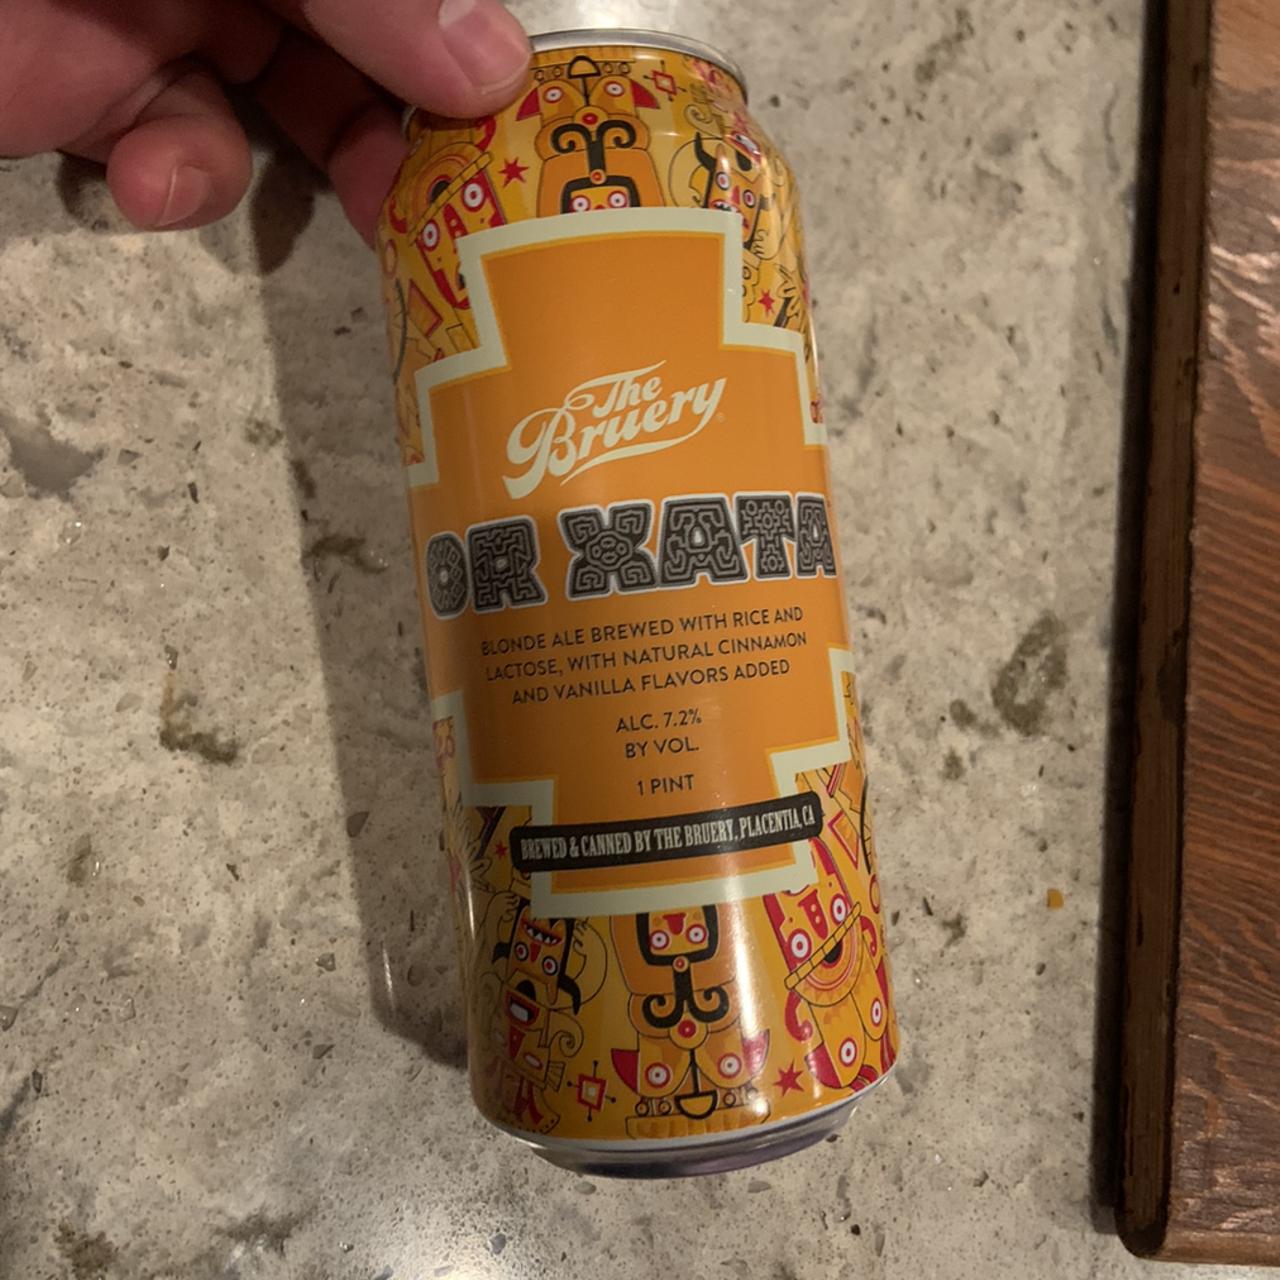 The
Bruery
OR XATA
BLONDE ALE BREWED WITH RICE AND
LACTOSE, WITH NATURAL CINNAMON
AND VANILLA FLAVORS ADDED
ALC. 7.2%
BY VOL.
1 PINT
BREWED & CANNED BY THE BRUERY, PLACENTIA, CA